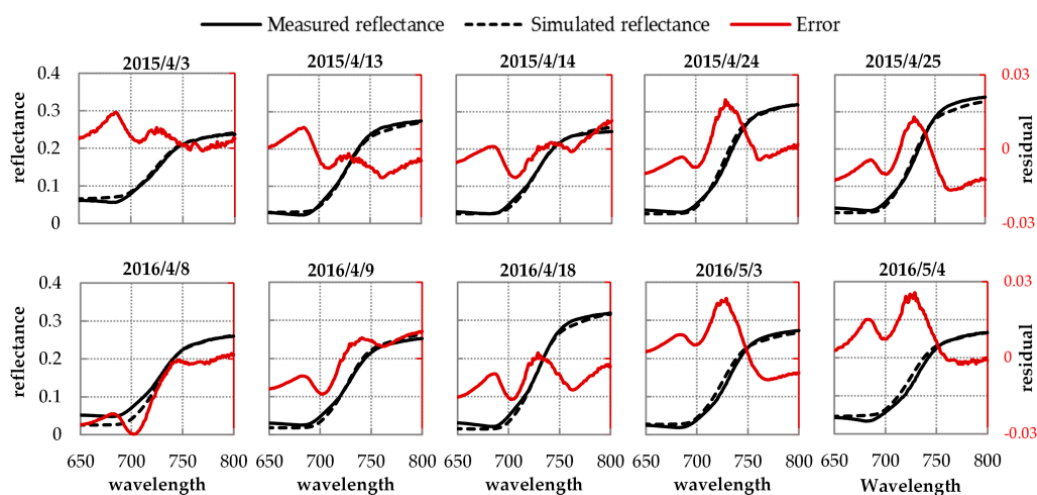 Measured reflectance Simulated reflectance Error
2015/4/3 2015/4/13 2015/4/14 2015/4/24 2015/4/25
0.4 0.03
0.3
reflectance
0.2 0
residual
0.1
0 -0.03
2016/4/8 2016/4/9 2016/4/18 2016/5/3 2016/5/4
0.4 0.03
0.3
reflectance
0.2 0
residual
0.1
0 -0.03
650 700 750 800 650 700 750 800 650 700 750 800 650 700 750 800 650 700 750 800
wavelength wavelength wavelength wavelength Wavelength